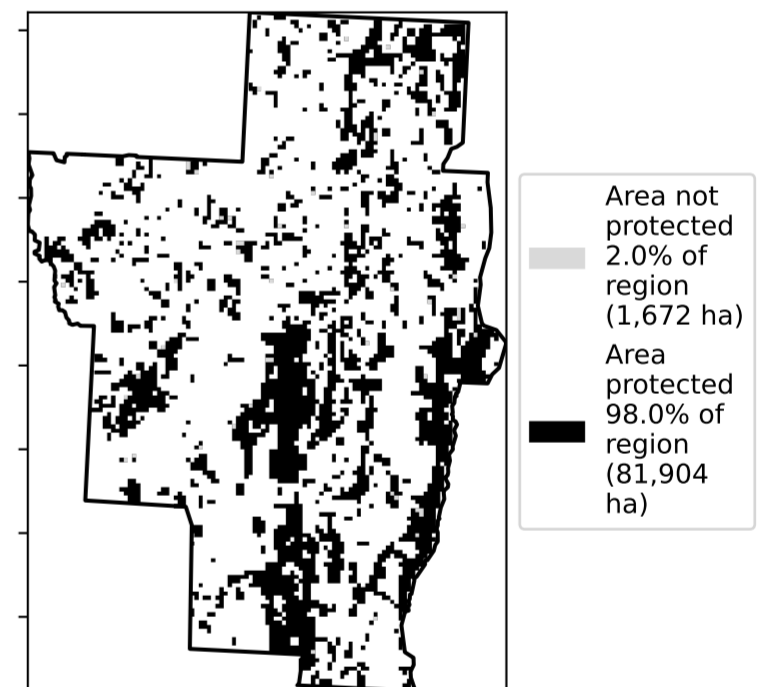 Area not
protected
2.0% of
region
(1,672 ha)
Area
protected
98.0% of
region
(81,904
ha)